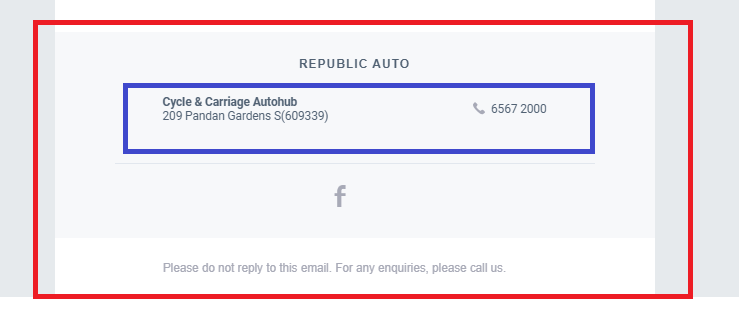 REPUBLIC AUTO
Cycle & Carriage Autohub
209 Pandan Gardens S(609339)
6567 2000
f
Please do not reply to this email. For any enquiries, please call us.